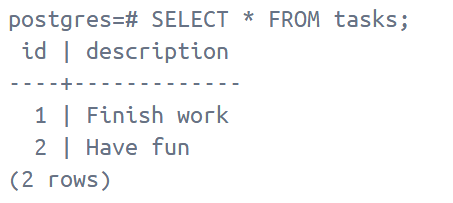 postgres=# SELECT * FROM tasks;
 id | description
----+-------------
  1 | Finish work
  2 | Have fun
(2 rows)